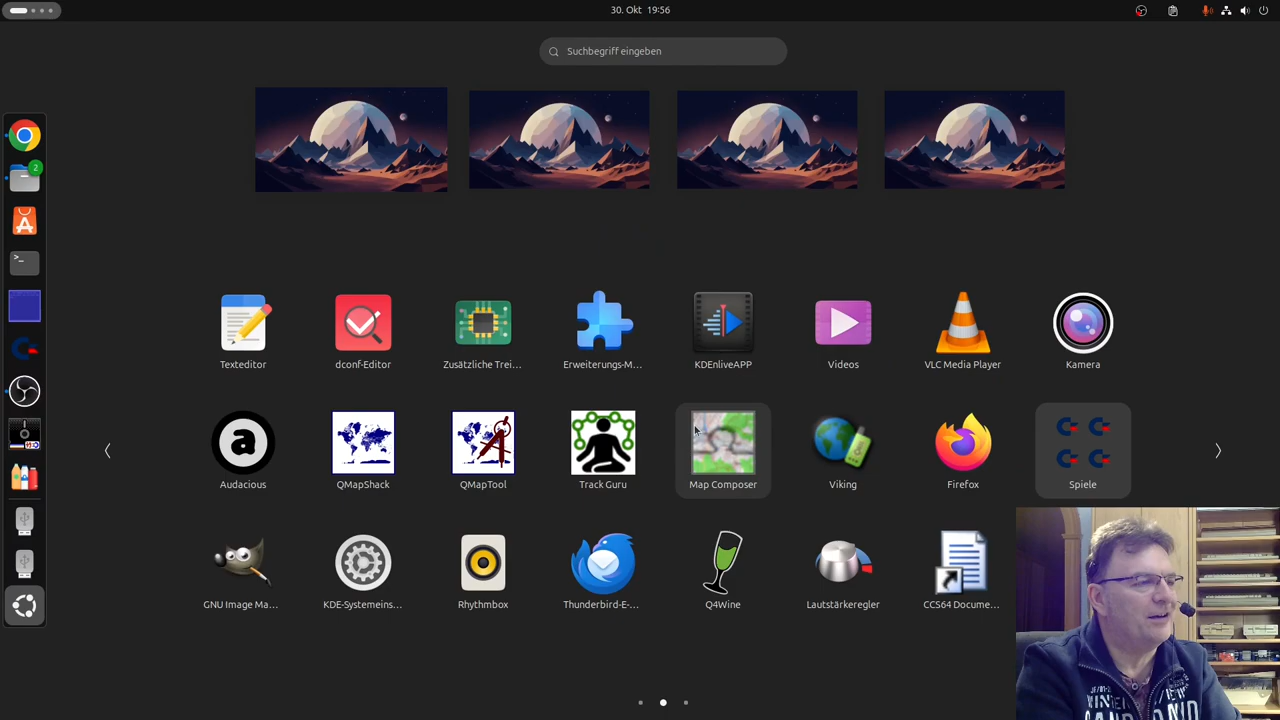 30. Okt 19:56
Suchbegriff eingeben
2
Texteditor
dconf-Editor
Zusätzliche Trei…
Erweiterungs-M…
KDEnliveAPP
Videos
VLC Media Player
Kamera
Audacious
QMapShack
QMapTool
Track Guru
Map Composer
Viking
Firefox
Spiele
GNU Image Ma…
KDE-Systemeins…
Rhythmbox
Thunderbird-E-…
Q4Wine
Lautstärkeregler
CCS64 Docume…